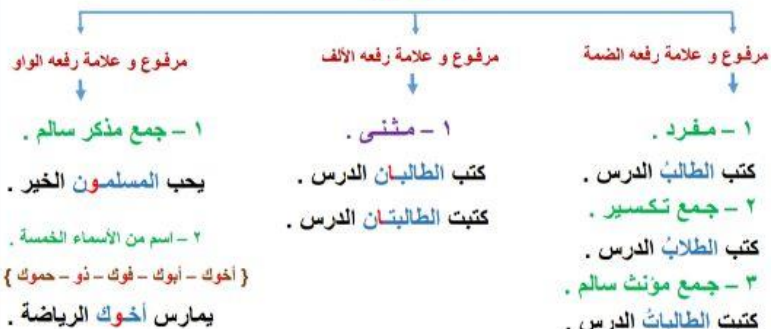 مرفوع و علامة رفعه الضمة
١ – مفرد .
كتب الطالبُ الدرس .
٢ – جمع تكسير .
كتب الطلابُ الدرس .
٣ – جمع مؤنث سالم .
كتبت الطالباتُ الدرس .
مرفوع و علامة رفعه الألف
١ – مثنى .
كتب الطالبان الدرس .
كتبت الطالبتان الدرس .
مرفوع و علامة رفعه الواو
١ – جمع مذكر سالم .
يحب المسلمون الخير .
٢ – اسم من الأسماء الخمسة .
{ أخوك – أبوك – فوك – ذو – حموك }
يمارس أخوك الرياضة .